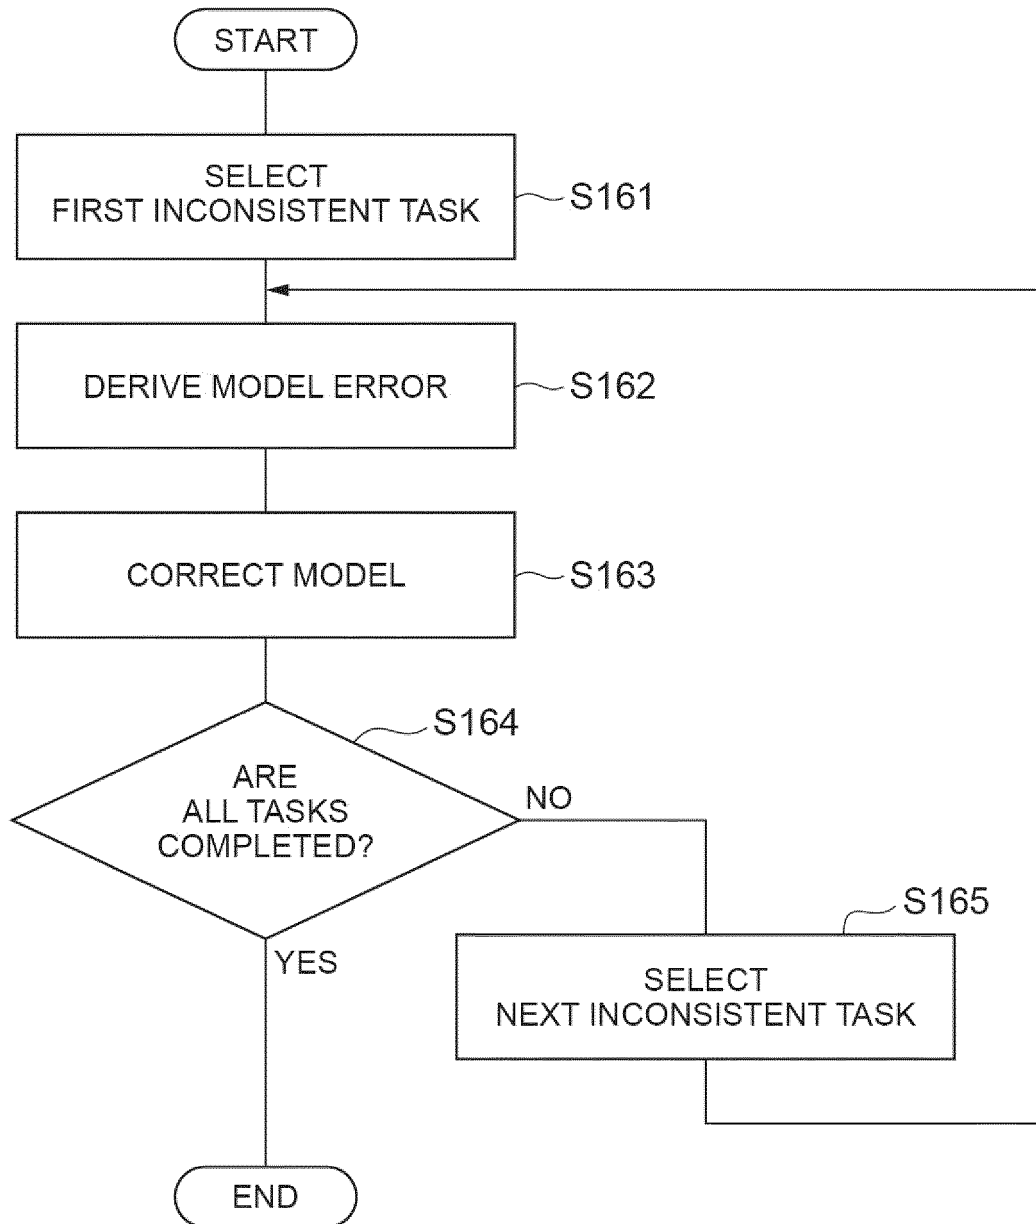 START
SELECT
FIRST INCONSISTENT TASK
S161
DERIVE MODEL ERROR
S162
CORRECT MODEL
S163
S164
ARE
ALL TASKS
COMPLETED?
NO
YES
S165
SELECT
NEXT INCONSISTENT TASK
END